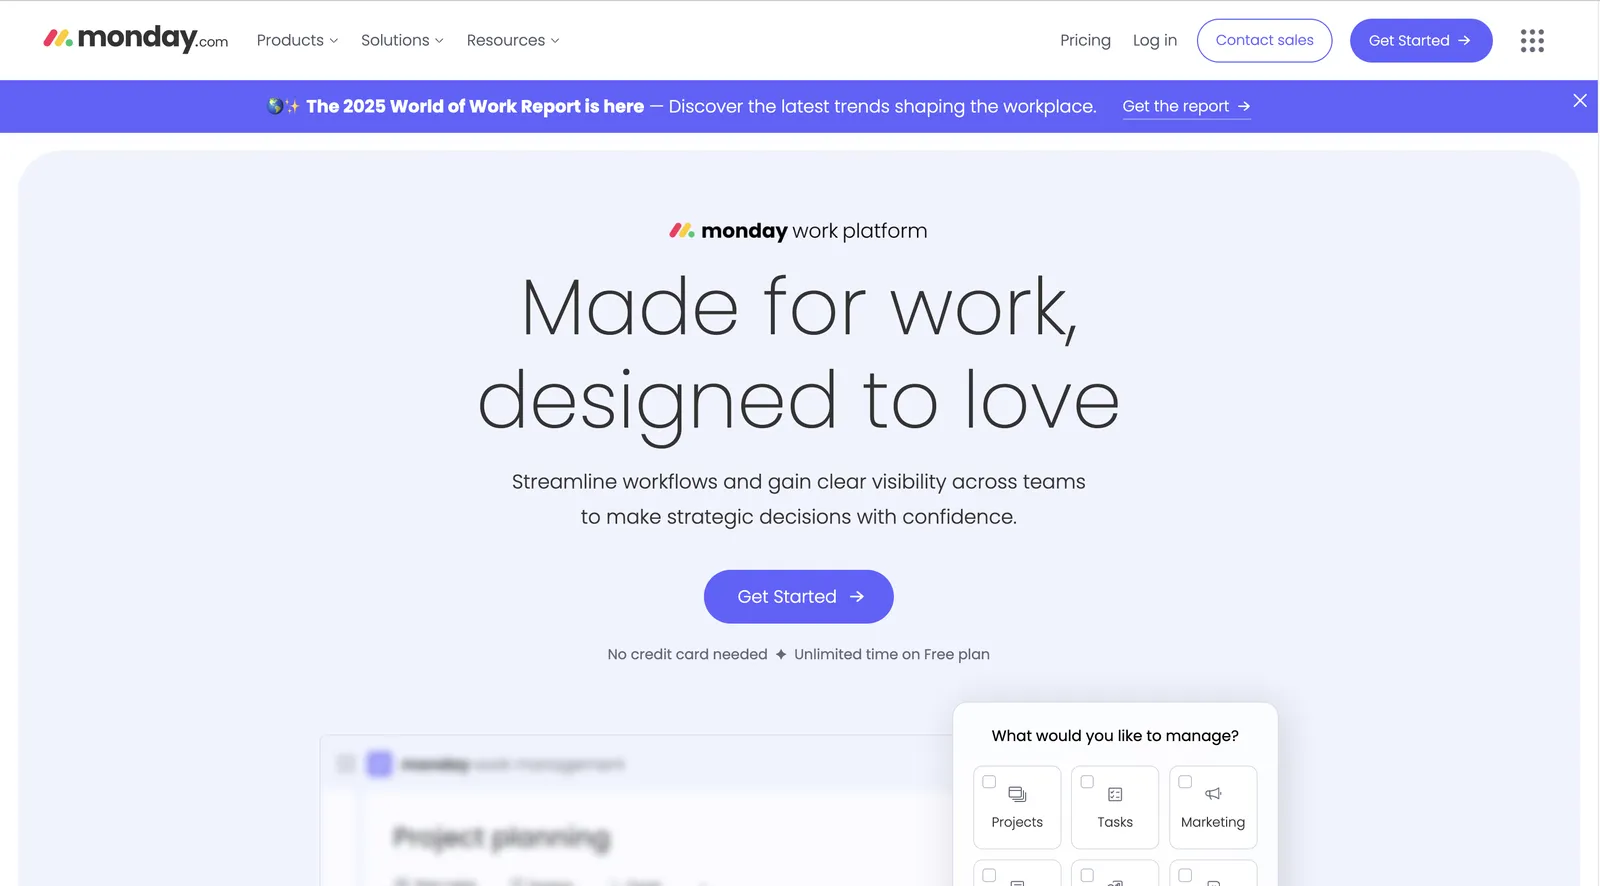 monday.com
Products
Solutions
Resources
Pricing
Log in
Contact sales
Get Started →
The 2025 World of Work Report is here — Discover the latest trends shaping the workplace.
Get the report →
monday work platform
Made for work,
designed to love
Streamline workflows and gain clear visibility across teams
to make strategic decisions with confidence.
Get Started →
No credit card needed ✦ Unlimited time on Free plan
What would you like to manage?
monday work management
Projects
Tasks
Marketing
Project planning